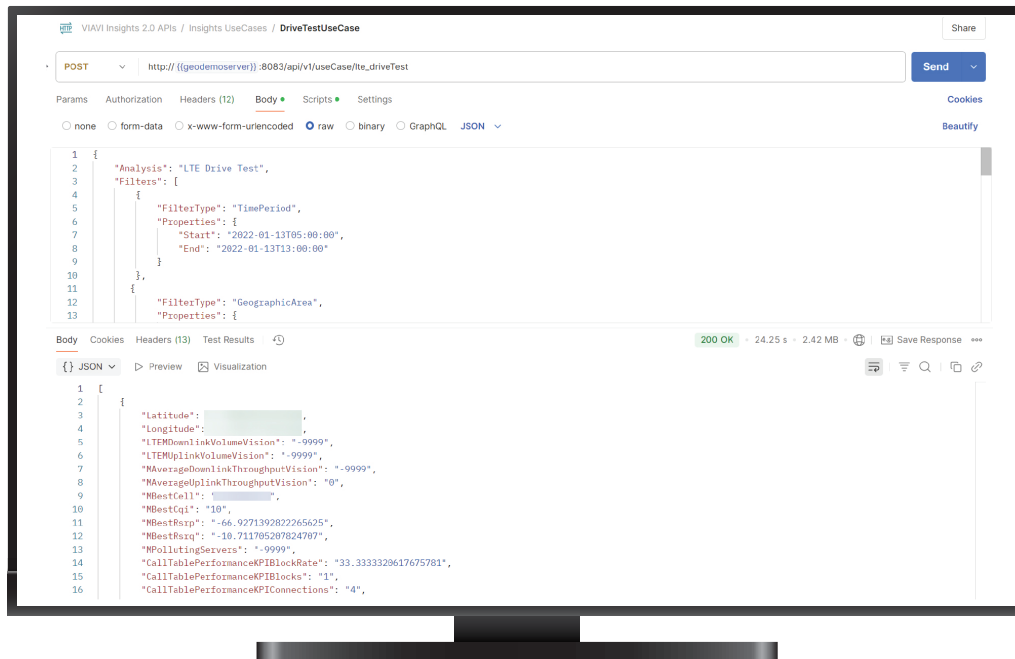 HTTP VIAVI Insights 2.0 APIs / Insights UseCases / DriveTestUseCase Share
POST http:// {{geodemoserver}} :8083/api/v1/useCase/lte_driveTest Send
Params Authorization Headers (12) Body Scripts Settings Cookies
none form-data x-www-form-urlencoded raw binary GraphQL JSON Beautify
1 {
2 "Analysis": "LTE Drive Test",
3 "Filters": [
4 {
5 "FilterType": "TimePeriod",
6 "Properties": {
7 "Start": "2022-01-13T05:00:00",
8 "End": "2022-01-13T13:00:00"
9 }
10 },
11 {
12 "FilterType": "GeographicArea",
13 "Properties": {
Body Cookies Headers (13) Test Results 200 OK 24.25 s 2.42 MB Save Response
{} JSON Preview Visualization
1 [
2 {
3 "Latitude": ,
4 "Longitude": ,
5 "LTEMDownlinkVolumeVision": "-9999",
6 "LTEMUplinkVolumeVision": "-9999",
7 "MAverageDownlinkThroughputVision": "-9999",
8 "MAverageUplinkThroughputVision": "0",
9 "MBestCell": " ",
10 "MBestCqi": "10",
11 "MBestRsrp": "-66.9271392822265625",
12 "MBestRsrq": "-10.711705207824707",
13 "MPollutingServers": "-9999",
14 "CallTablePerformanceKPIBlockRate": "33.3333320617675781",
15 "CallTablePerformanceKPIBlocks": "1",
16 "CallTablePerformanceKPIConnections": "4",